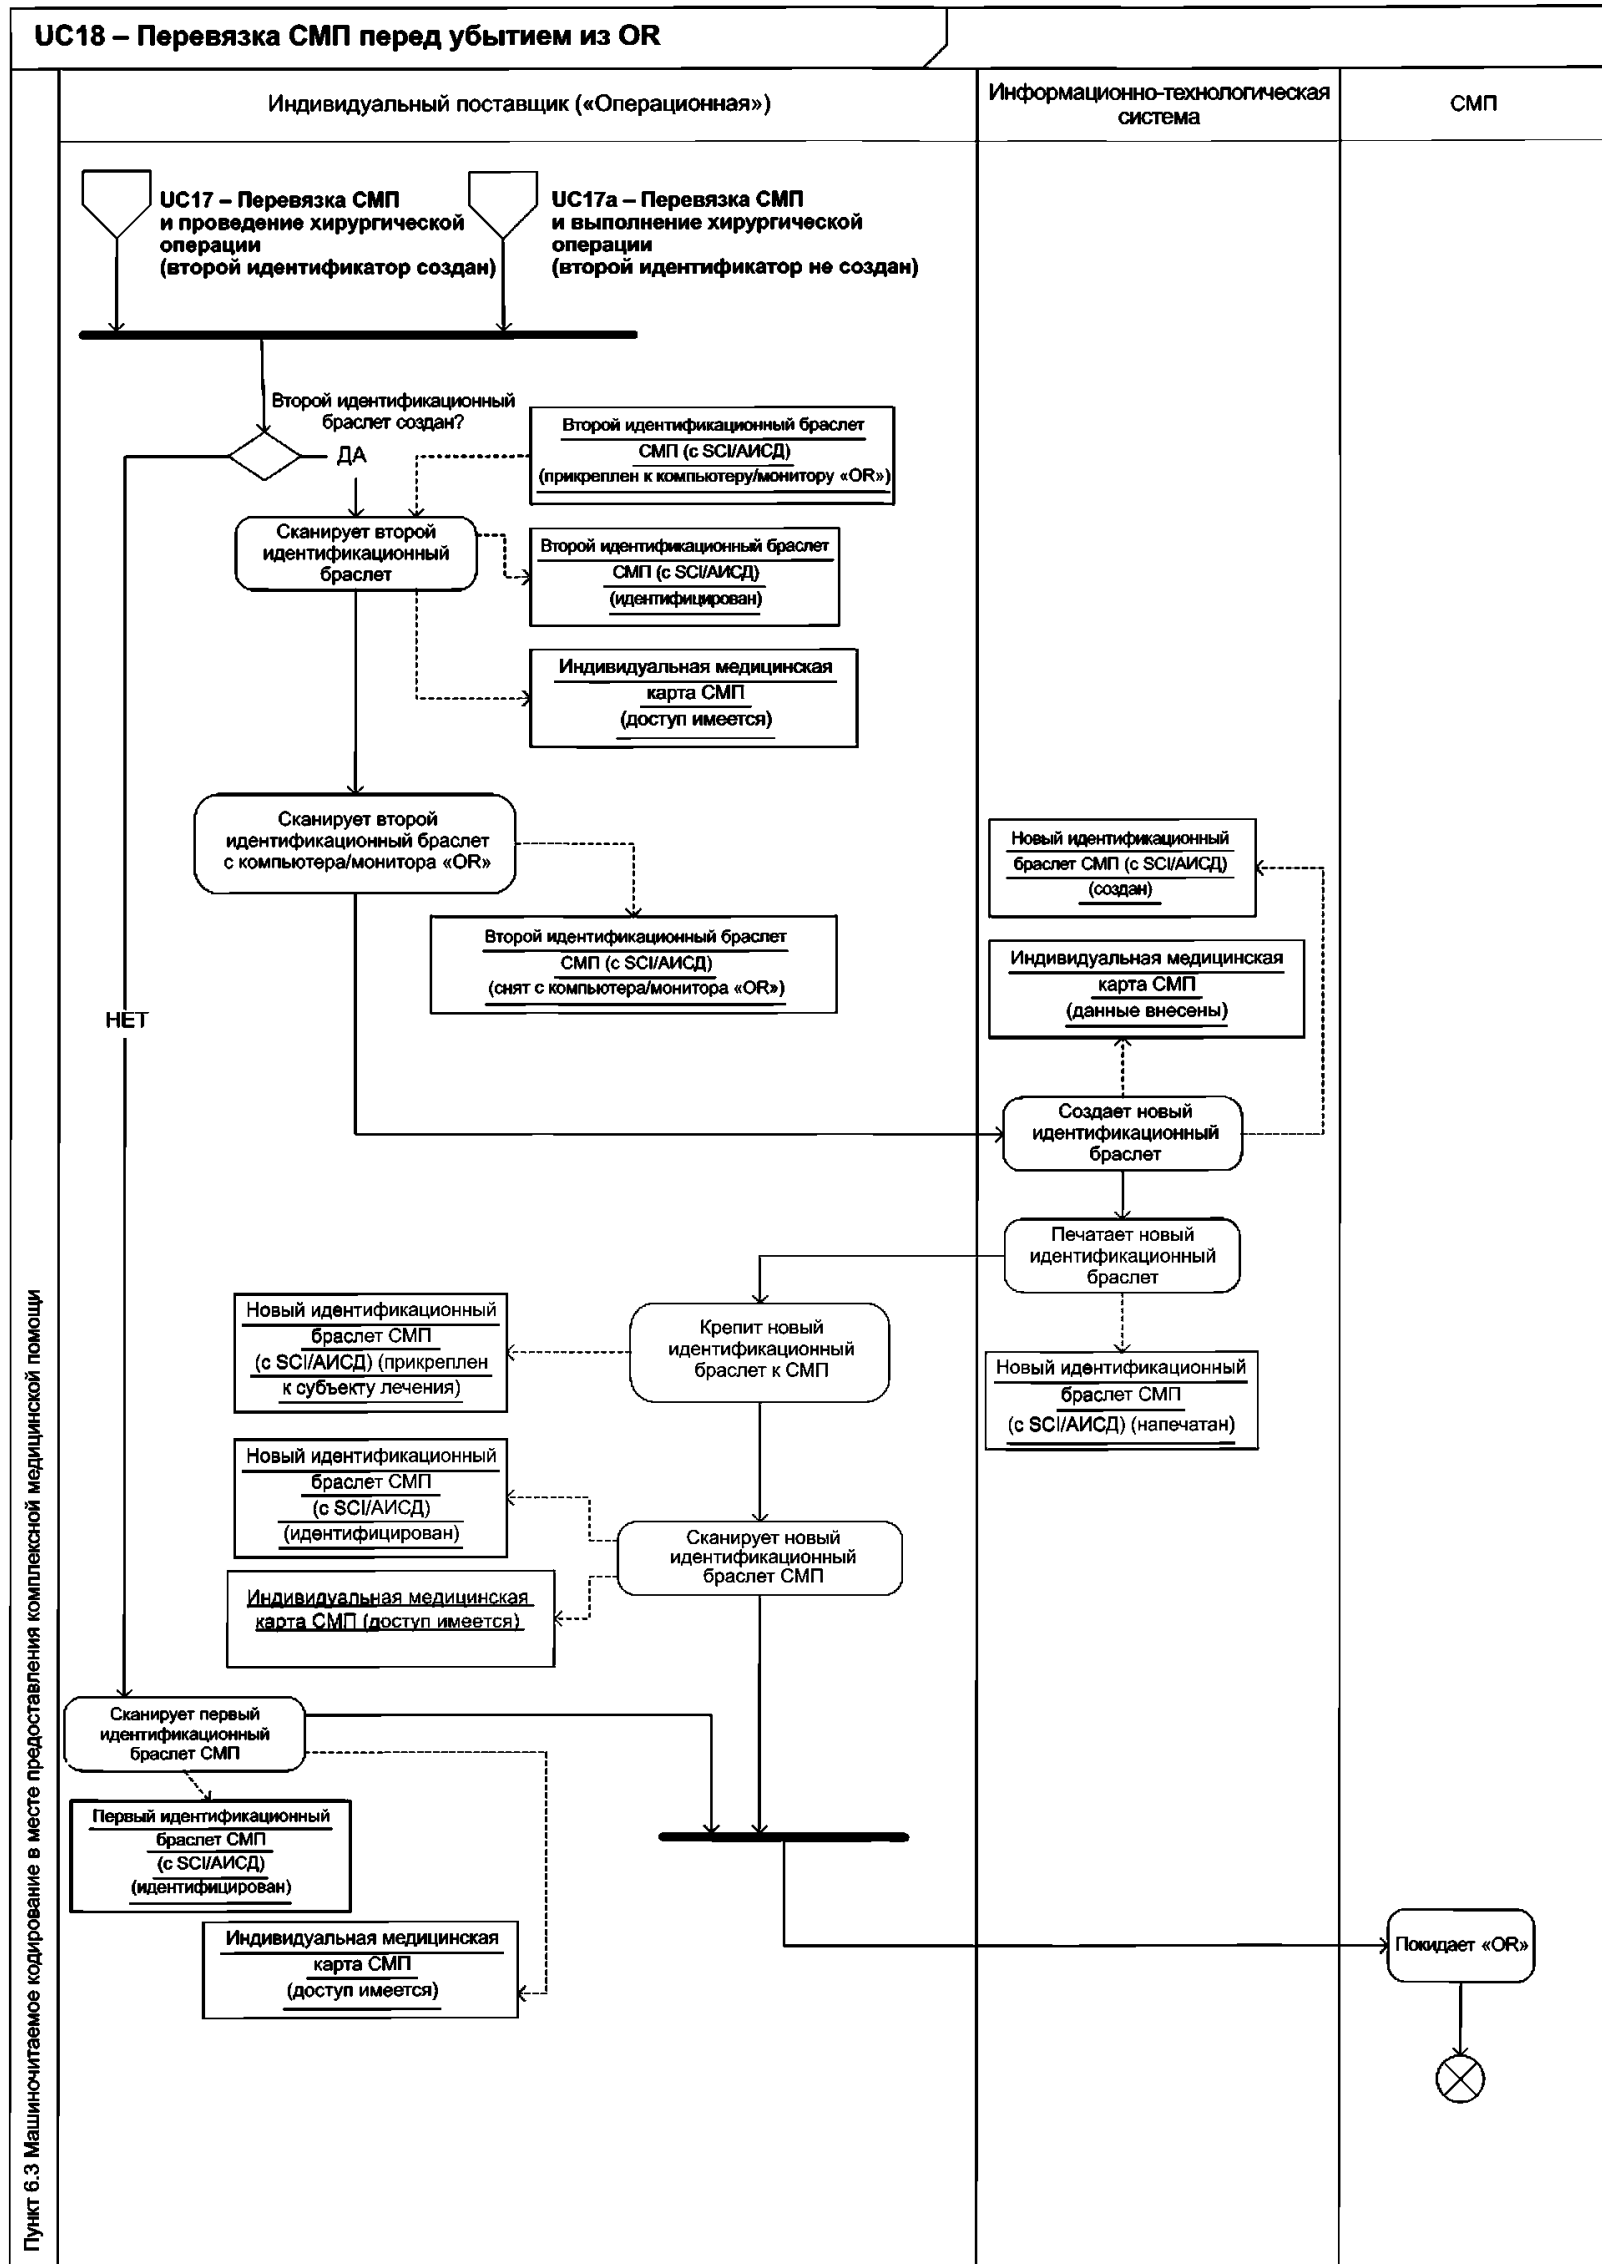 UC18 – Перевязка СМП перед убытием из OR
Индивидуальный поставщик («Операционная»)
Информационно-технологическая
система
СМП
UC17 – Перевязка СМП
и проведение хирургической
операции
(второй идентификатор создан)
UC17a – Перевязка СМП
и выполнение хирургической
операции
(второй идентификатор не создан)
Второй идентификационный
браслет создан?
ДА
Второй идентификационный браслет
СМП (с SCI/АИСД)
(прикреплен к компьютеру/монитору «OR»)
Сканирует второй
идентификационный
браслет
Второй идентификационный браслет
СМП (с SCI/АИСД)
(идентифицирован)
Индивидуальная медицинская
карта СМП
(доступ имеется)
Сканирует второй
идентификационный браслет
с компьютера/монитора «OR»
Второй идентификационный браслет
СМП (с SCI/АИСД)
(снят с компьютера/монитора «OR»)
Новый идентификационный
браслет СМП (с SCI/АИСД)
(создан)
Индивидуальная медицинская
карта СМП
(данные внесены)
НЕТ
Создает новый
идентификационный
браслет
Печатает новый
идентификационный
браслет
Новый идентификационный
браслет СМП
(с SCI/АИСД) (прикреплен
к субъекту лечения)
Крепит новый
идентификационный
браслет к СМП
Новый идентификационный
браслет СМП
(с SCI/АИСД) (напечатан)
Новый идентификационный
браслет СМП
(с SCI/АИСД)
(идентифицирован)
Сканирует новый
идентификационный
браслет СМП
Индивидуальная медицинская
карта СМП (доступ имеется)
Сканирует первый
идентификационный
браслет СМП
Первый идентификационный
браслет СМП
(с SCI/АИСД)
(идентифицирован)
Индивидуальная медицинская
карта СМП
(доступ имеется)
Покидает «OR»
Пункт 6.3 Машиночитаемое кодирование в месте предоставления комплексной медицинской помощи